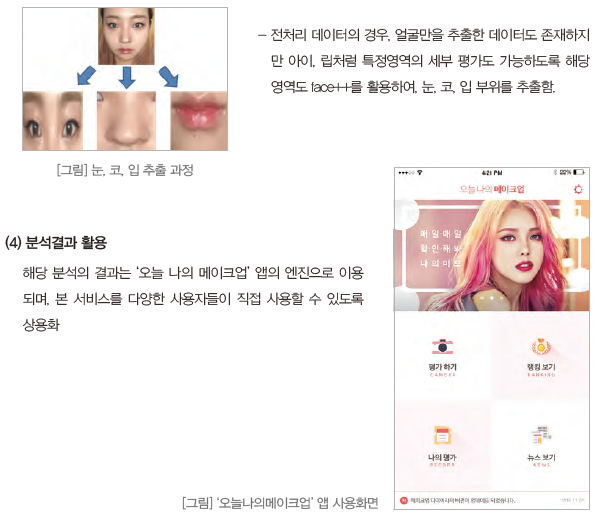 – 전처리 데이터의 경우, 얼굴만을 추출한 데이터도 존재하지
만 아이, 립처럼 특정영역의 세부 평가도 가능하도록 해당
영역도 face++를 활용하여, 눈, 코, 입 부위를 추출함.
[그림] 눈, 코, 입 추출 과정
(4) 분석결과 활용
해당 분석의 결과는 ‘오늘 나의 메이크업’ 앱의 엔진으로 이용
되며, 본 서비스를 다양한 사용자들이 직접 사용할 수 있도록
상용화
4:21 PM
22%
오늘 나의 메이크업
매 일 매 일
확 인 해 보
나 의 미 모
평가 하기
CAMERA
랭킹 보기
RANKING
나의 평가
RECORD
뉴스 보기
NEWS
[그림] ‘오늘나의메이크업’ 앱 사용화면